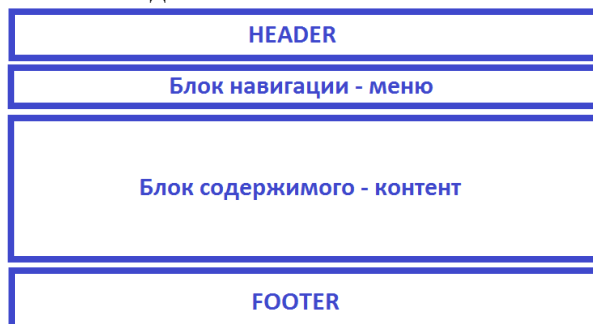 HEADER
Блок навигации - меню
Блок содержимого - контент
FOOTER